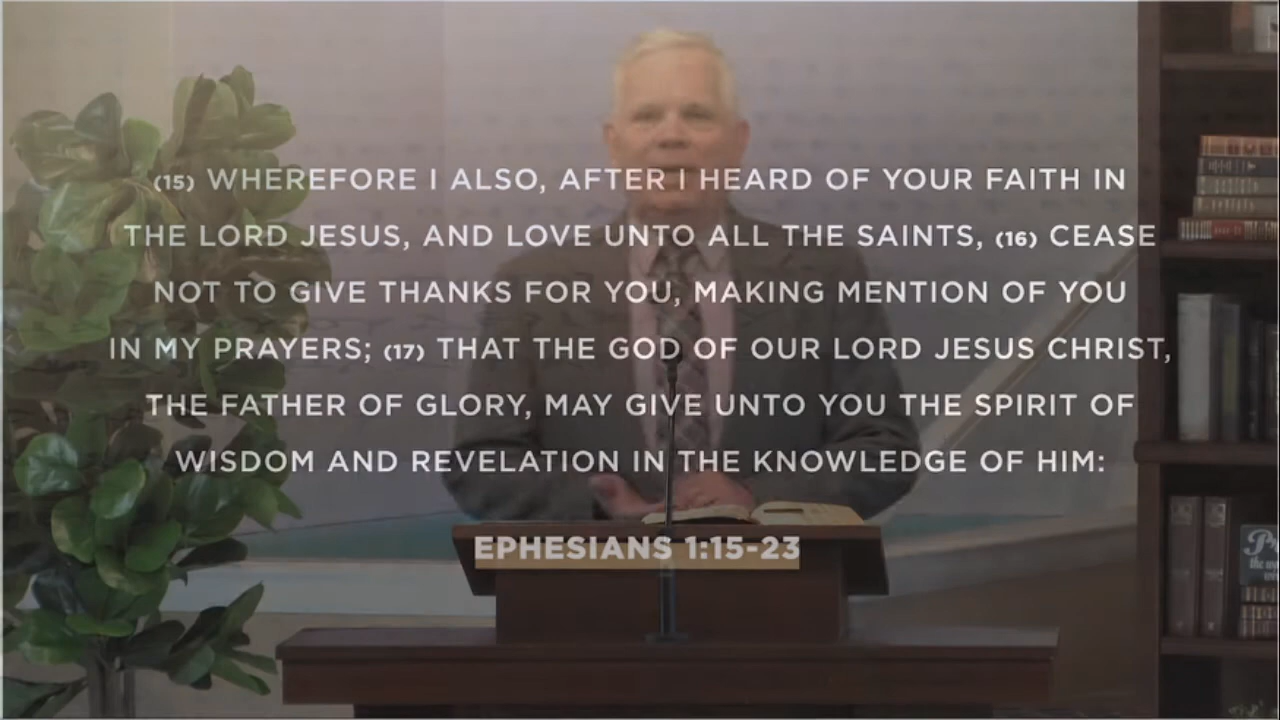 (15) WHEREFORE I ALSO, AFTER I HEARD OF YOUR FAITH IN
THE LORD JESUS, AND LOVE UNTO ALL THE SAINTS, (16) CEASE
NOT TO GIVE THANKS FOR YOU, MAKING MENTION OF YOU
IN MY PRAYERS; (17) THAT THE GOD OF OUR LORD JESUS CHRIST,
THE FATHER OF GLORY, MAY GIVE UNTO YOU THE SPIRIT OF
WISDOM AND REVELATION IN THE KNOWLEDGE OF HIM:
EPHESIANS 1:15-23